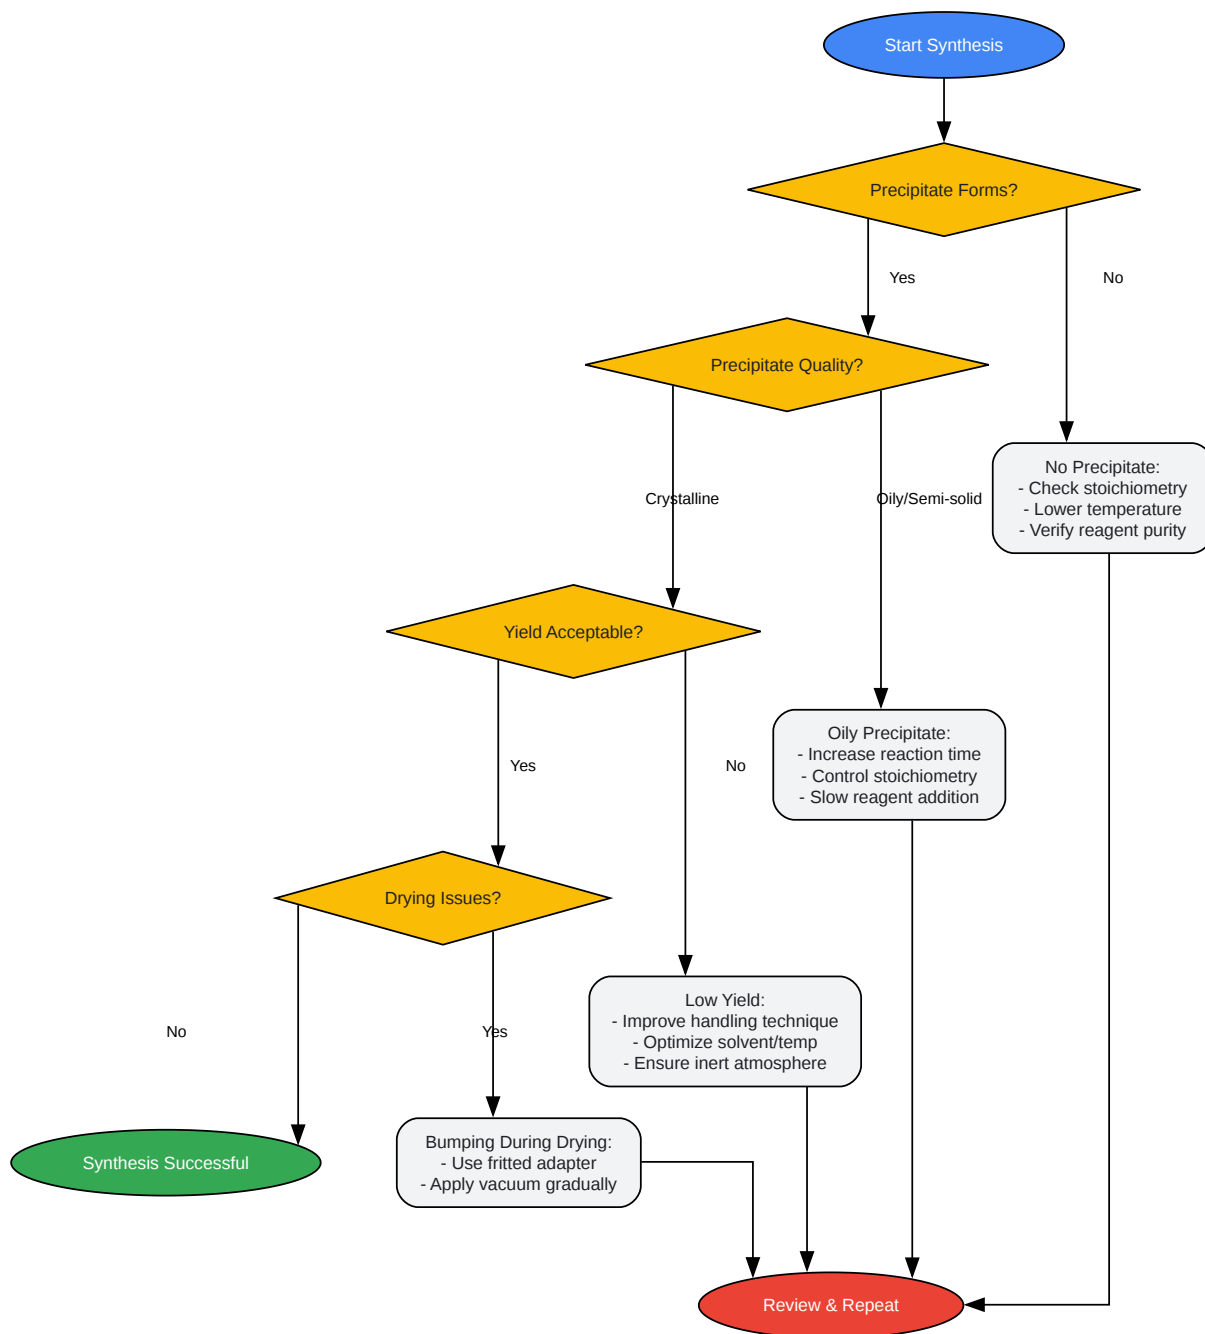 Start Synthesis
Precipitate Forms?
Yes
No
Precipitate Quality?
Crystalline
Oily/Semi-solid
No Precipitate:
- Check stoichiometry
- Lower temperature
- Verify reagent purity
Yield Acceptable?
Yes
No
Oily Precipitate:
- Increase reaction time
- Control stoichiometry
- Slow reagent addition
Drying Issues?
No
Yes
Low Yield:
- Improve handling technique
- Optimize solvent/temp
- Ensure inert atmosphere
Synthesis Successful
Bumping During Drying:
- Use fritted adapter
- Apply vacuum gradually
Review & Repeat